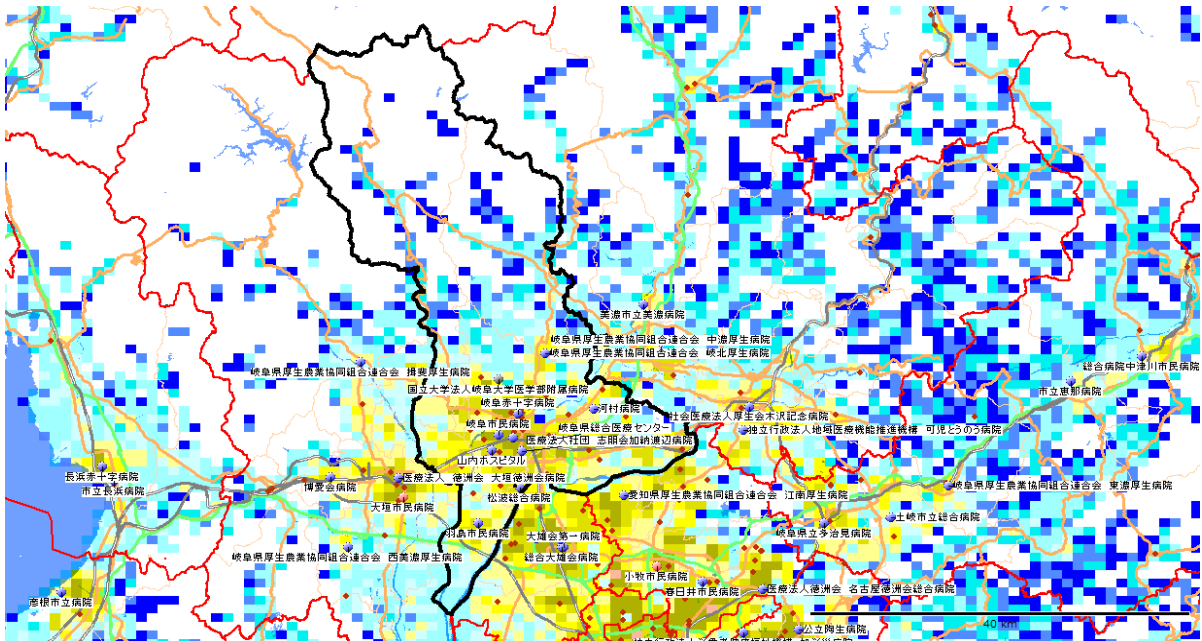 美濃市立美濃病院
岐阜県厚生農業協同組合連合会 中濃厚生病院
岐阜県厚生農業協同組合連合会 岐北厚生病院
岐阜県厚生農業協同組合連合会 揖斐厚生病院
国立大学法人岐阜大学医学部附属病院
総合病院中津川市民病院
市立恵那病院
岐阜赤十字病院
河村病院
社会医療法人厚生会木沢記念病院
岐阜市民病院
岐阜県総合医療センター
独立行政法人地域医療機能推進機構 可児とうのう病院
医療法人社団 志朋会加納渡辺病院
山内ホスピタル
長浜赤十字病院
医療法人 徳洲会 大垣徳洲会病院
市立長浜病院
博愛会病院
岐阜県厚生農業協同組合連合会 東濃厚生病院
松波総合病院
愛知県厚生農業協同組合連合会 江南厚生病院
大垣市民病院
土岐市立総合病院
羽島市民病院
大雄会第一病院
岐阜県立多治見病院
岐阜県厚生農業協同組合連合会 西美濃厚生病院
総合大雄会病院
小牧市民病院
春日井市民病院
医療法人徳洲会 名古屋徳洲会総合病院
彦根市立病院
40 km
公立陶生病院